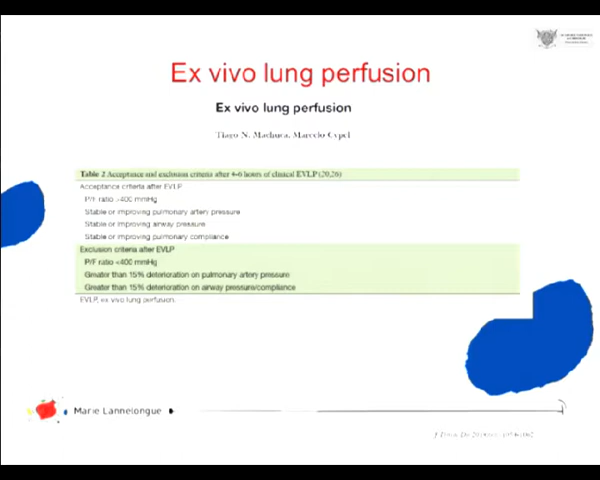 Ex vivo lung perfusion
Ex vivo lung perfusion
Tiago N. Machuca, Marcelo Cypel
Table 2 Acceptance and exclusion criteria after 4-6 hours of clinical EVLP (20,26)
Acceptance criteria after EVLP
P/F ratio >400 mmHg
Stable or improving pulmonary artery pressure
Stable or improving airway pressure
Stable or improving pulmonary compliance
Exclusion criteria after EVLP
P/F ratio <400 mmHg
Greater than 15% deterioration on pulmonary artery pressure
Greater than 15% deterioration on airway pressure/compliance
EVLP, ex vivo lung perfusion.
Marie Lannelongue